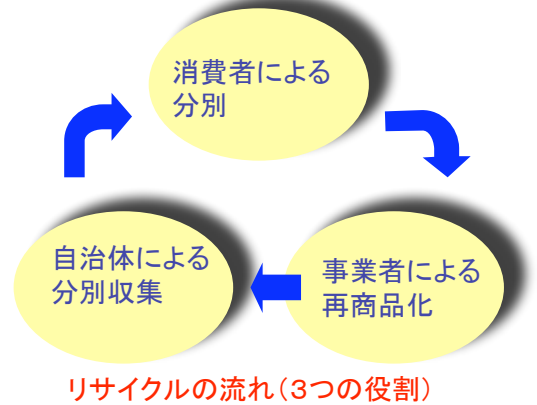 消費者による
分別
自治体による
分別収集
事業者による
再商品化
リサイクルの流れ(3つの役割)